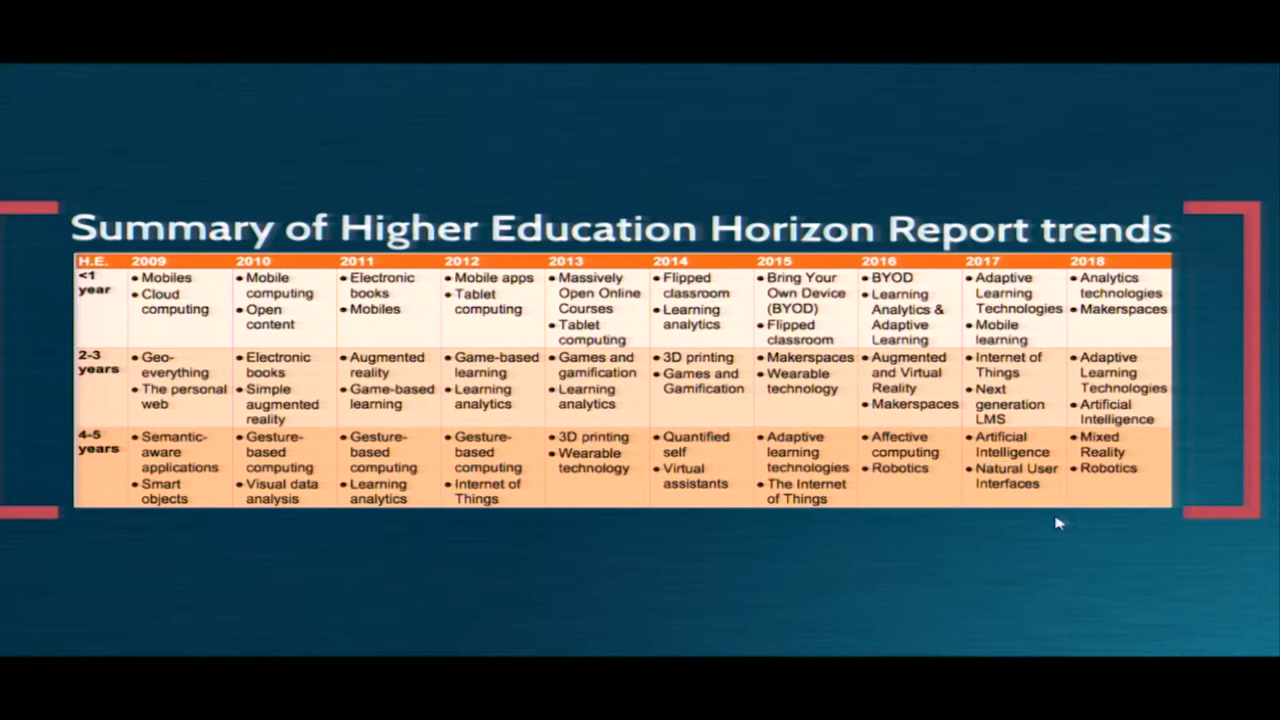 Summary of Higher Education Horizon Report trends
H.E. 2009 2010 2011 2012 2013 2014 2015 2016 2017 2018
<1
year
• Mobiles
• Cloud
computing
• Mobile
computing
• Open
content
• Electronic
books
• Mobiles
• Mobile apps
• Tablet
computing
• Massively
Open Online
Courses
• Tablet
computing
• Flipped
classroom
• Learning
analytics
• Bring Your
Own Device
(BYOD)
• Flipped
classroom
• BYOD
• Learning
Analytics &
Adaptive
Learning
• Adaptive
Learning
Technologies
• Mobile
learning
• Analytics
technologies
• Makerspaces
2-3
years
• Geo-
everything
• The personal
web
• Electronic
books
• Simple
augmented
reality
• Augmented
reality
• Game-based
learning
• Game-based
learning
• Learning
analytics
• Games and
gamification
• Learning
analytics
• 3D printing
• Games and
Gamification
• Makerspaces
• Wearable
technology
• Augmented
and Virtual
Reality
• Makerspaces
• Internet of
Things
• Next
generation
LMS
• Adaptive
Learning
Technologies
• Artificial
Intelligence
4-5
years
• Semantic-
aware
applications
• Smart
objects
• Gesture-
based
computing
• Visual data
analysis
• Gesture-
based
computing
• Learning
analytics
• Gesture-
based
computing
• Internet of
Things
• 3D printing
• Wearable
technology
• Quantified
self
• Virtual
assistants
• Adaptive
learning
technologies
• The Internet
of Things
• Affective
computing
• Robotics
• Artificial
Intelligence
• Natural User
Interfaces
• Mixed
Reality
• Robotics